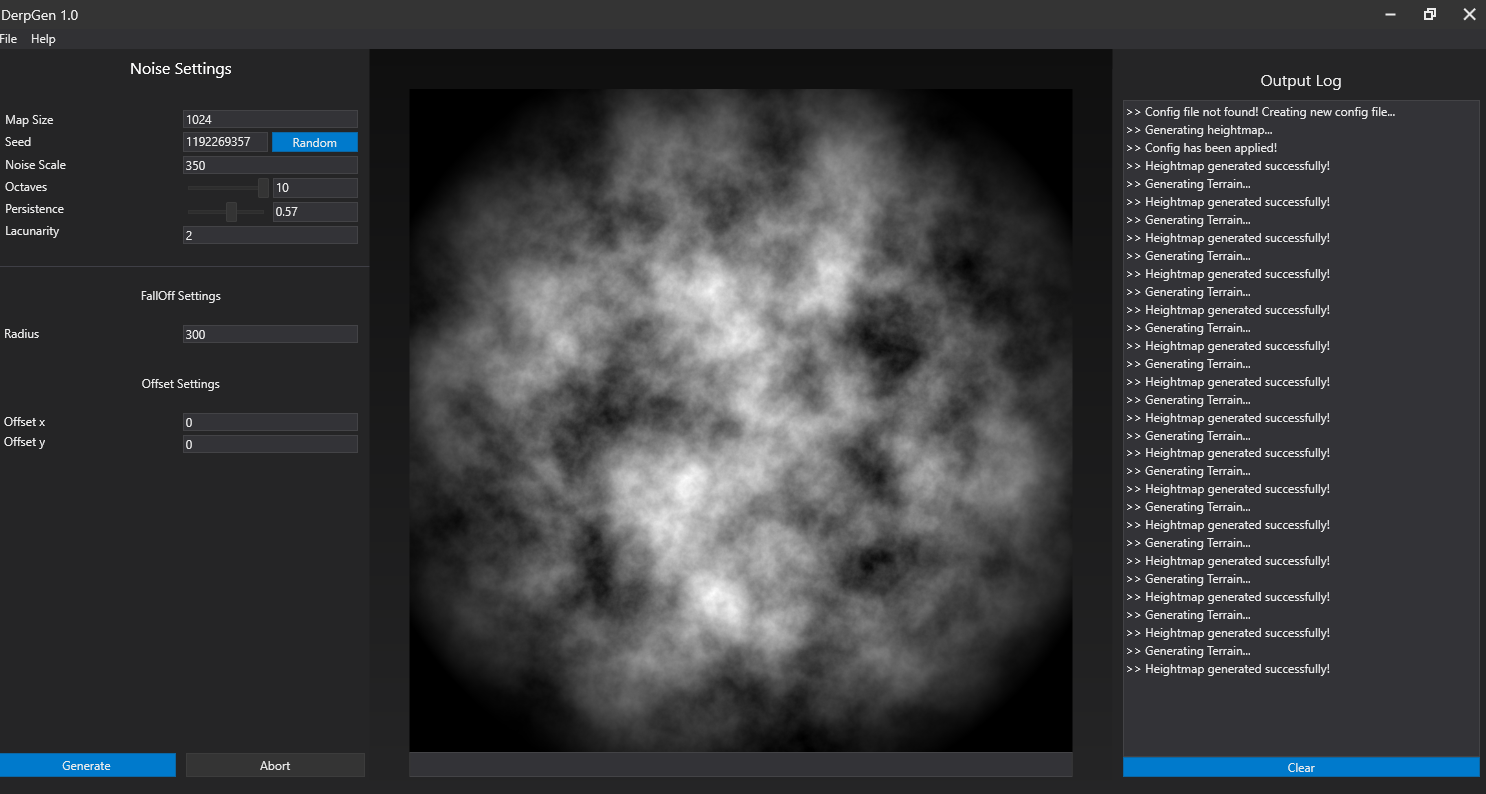 DerpGen 1.0
File Help
Noise Settings
Map Size 1024
Seed 1192269357 Random
Noise Scale 350
Octaves 10
Persistence 0.57
Lacunarity 2
FallOff Settings
Radius 300
Offset Settings
Offset x 0
Offset y 0
Generate Abort
Output Log
>> Config file not found! Creating new config file...
>> Generating heightmap...
>> Config has been applied!
>> Heightmap generated successfully!
>> Generating Terrain...
>> Heightmap generated successfully!
>> Generating Terrain...
>> Heightmap generated successfully!
>> Generating Terrain...
>> Heightmap generated successfully!
>> Generating Terrain...
>> Heightmap generated successfully!
>> Generating Terrain...
>> Heightmap generated successfully!
>> Generating Terrain...
>> Heightmap generated successfully!
>> Generating Terrain...
>> Heightmap generated successfully!
>> Generating Terrain...
>> Heightmap generated successfully!
>> Generating Terrain...
>> Heightmap generated successfully!
>> Generating Terrain...
>> Heightmap generated successfully!
>> Generating Terrain...
>> Heightmap generated successfully!
>> Generating Terrain...
>> Heightmap generated successfully!
>> Generating Terrain...
>> Heightmap generated successfully!
>> Generating Terrain...
>> Heightmap generated successfully!
Clear